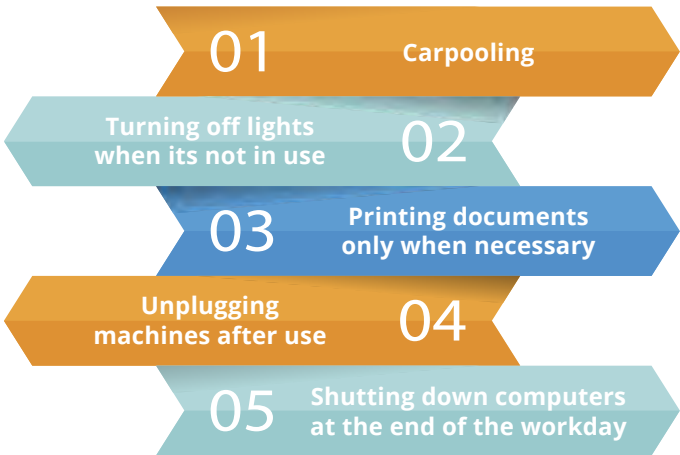 01
Carpooling
Turning off lights
when its not in use
02
03
Printing documents
only when necessary
Unplugging
machines after use
04
05
Shutting down computers
at the end of the workday